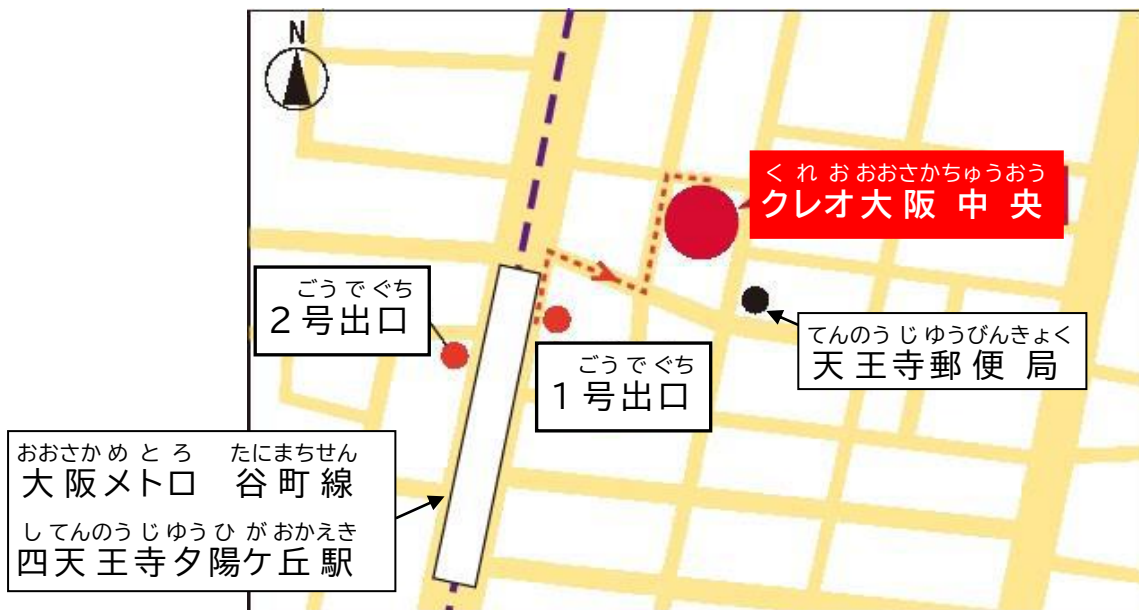 N
くれおおおさかちゅうおう
クレオ大阪中央
ごうでぐち
2号出口
てんのうじゆうびんきょく
天王寺郵便局
ごうでぐち
1号出口
おおさかめとろ たにまちせん
大阪メトロ 谷町線
してんのうじゆうひがおかえき
四天王寺夕陽ケ丘駅